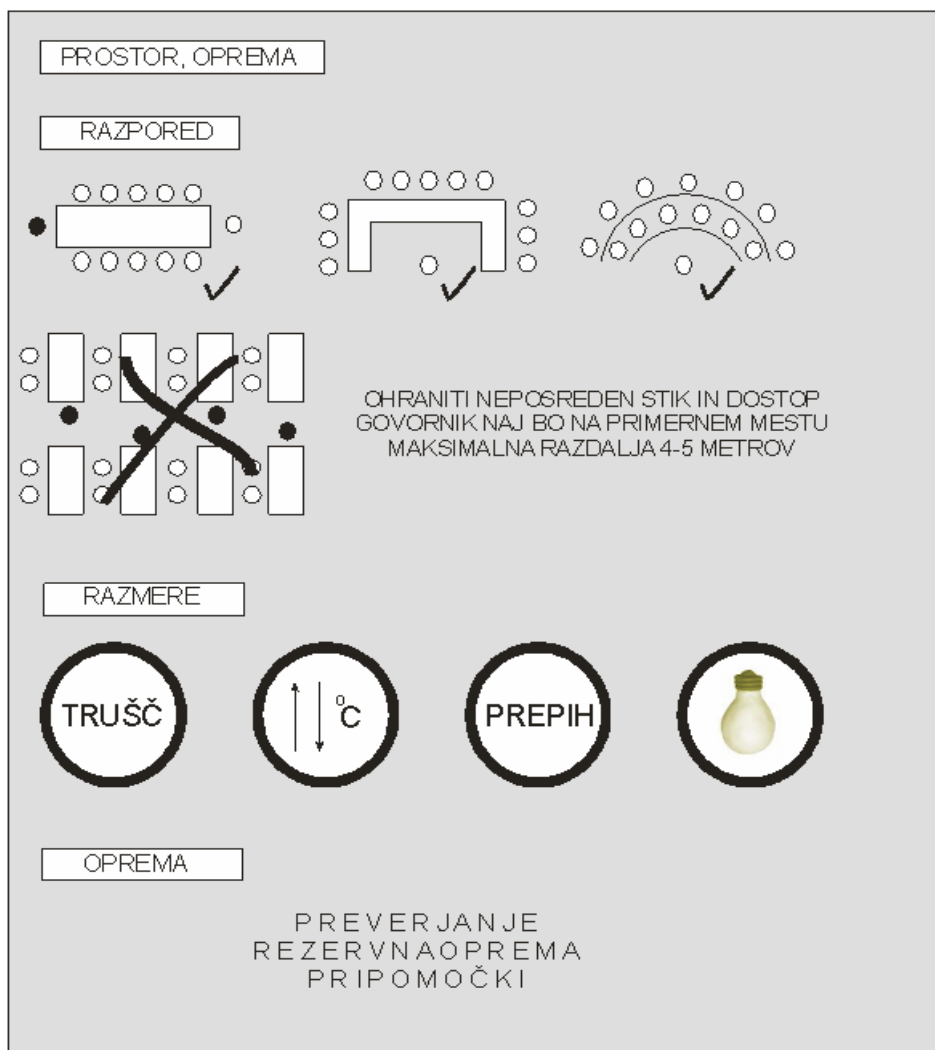 PROSTOR, OPREMA
RAZPORED
OHRANITI NEPOSREDEN STIK IN DOSTOP
GOVORNIK NAJ BO NA PRIMERNEM MESTU
MAKSIMALNA RAZDALJA 4-5 METROV
RAZMERE
TRUŠČ
°C
PREPIH
OPREMA
PREVERJANJE
REZERVNAOPREMA
PRIPOMOČKI